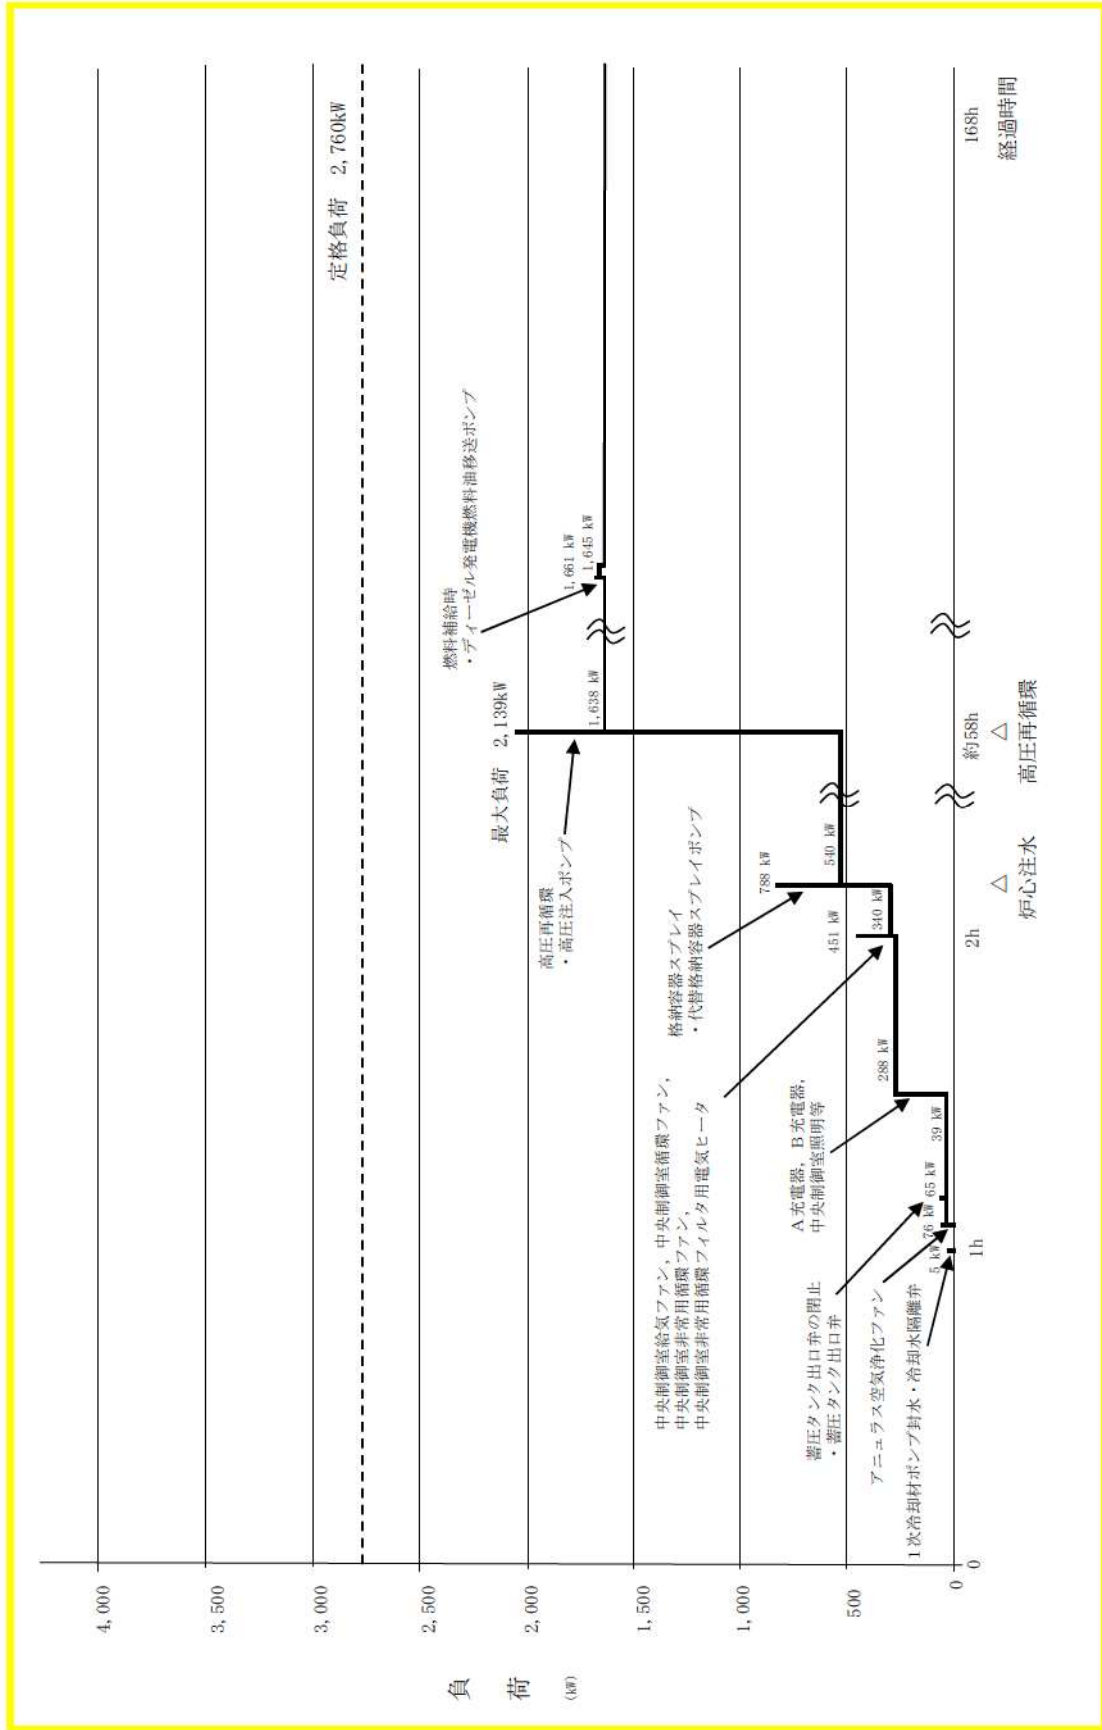 負　荷
(kW)
4,000
3,500
3,000
2,500
2,000
1,500
1,000
500
0
定格負荷　2,760kW
最大負荷　2,139kW
高圧再循環
・高圧注入ポンプ
燃料補給時
・ディーゼル発電機燃料油移送ポンプ
1,638 kW
1,661 kW
1,645 kW
格納容器スプレイ
・代替格納容器スプレイポンプ
788 kW
540 kW
451 kW
340 kW
中央制御室給気ファン，中央制御室循環ファン，
中央制御室非常用循環ファン，
中央制御室非常用循環フィルタ用電気ヒータ
A充電器，B充電器，
中央制御室照明等
288 kW
39 kW
蓄圧タンク出口弁の閉止
・蓄圧タンク出口弁
65 kW
アニュラス空気浄化ファン
76 kW
1次冷却材ポンプ封水・冷却水隔離弁
5 kW
0
1h
2h
約58h
168h
△
炉心注水
△
高圧再循環
経過時間